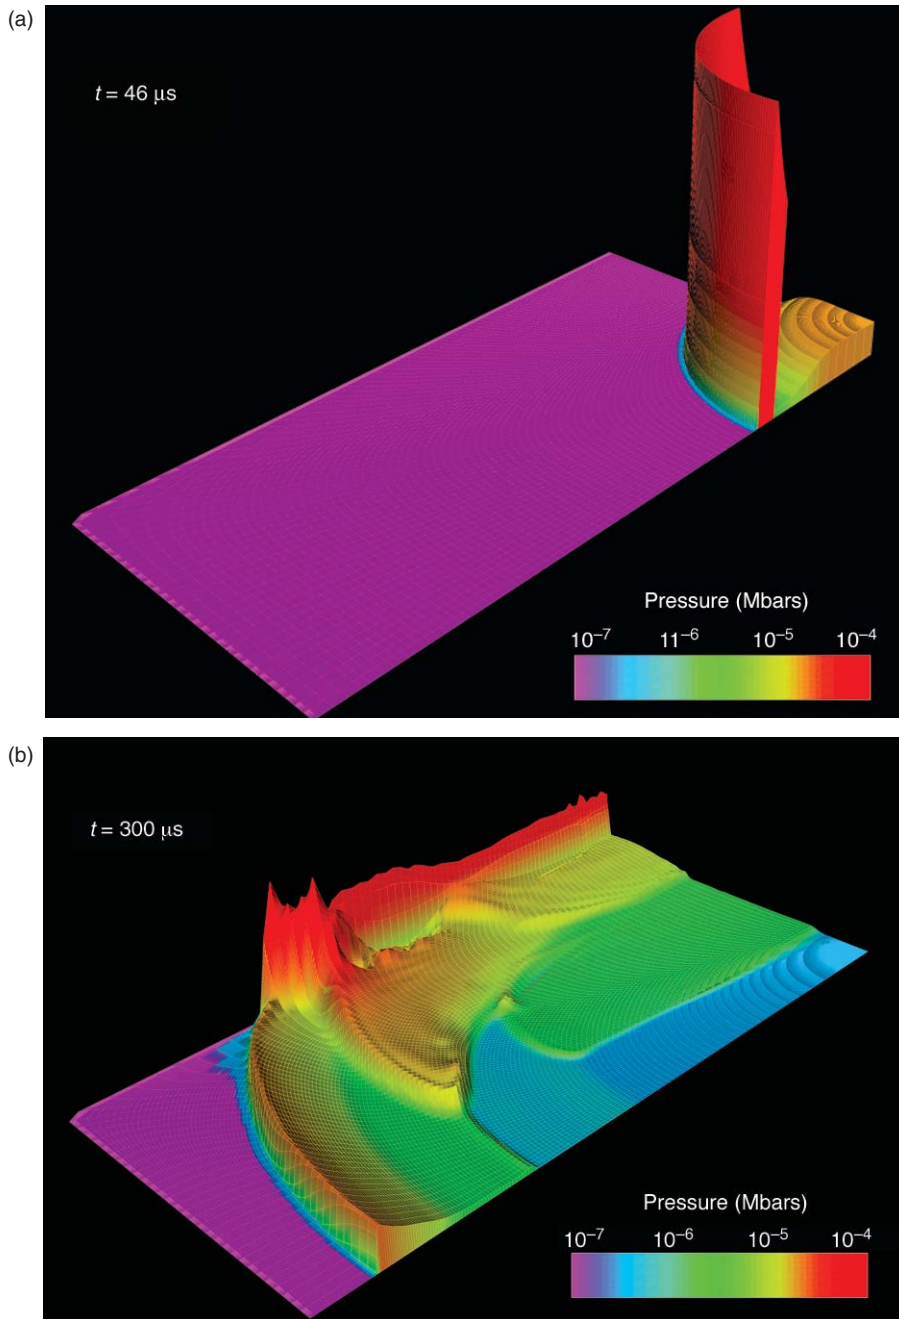 (a)
t = 46 μs
Pressure (Mbars)
10⁻⁷ 11⁻⁶ 10⁻⁵ 10⁻⁴
(b)
t = 300 μs
Pressure (Mbars)
10⁻⁷ 10⁻⁶ 10⁻⁵ 10⁻⁴